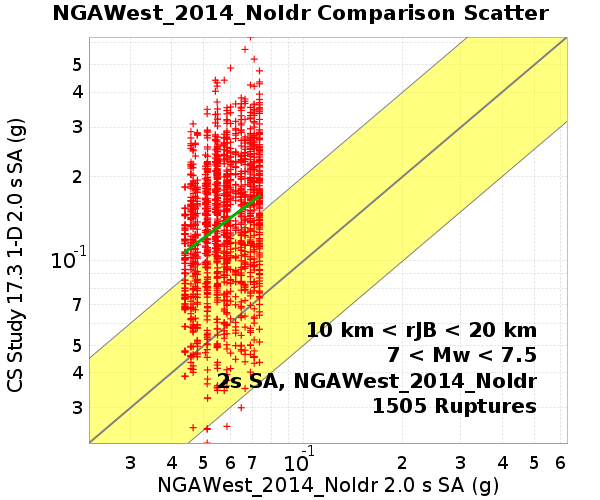 NGAWest_2014_NoIdr Comparison Scatter
CS Study 17.3 1-D 2.0 s SA (g)
5
4
3
2
10⁻¹
7
5
4
3
10 km < rJB < 20 km
7 < Mw < 7.5
2s SA, NGAWest_2014_NoIdr
1505 Ruptures
3 4 5 6 7 10⁻¹ 2 3 4 5 6
NGAWest_2014_NoIdr 2.0 s SA (g)